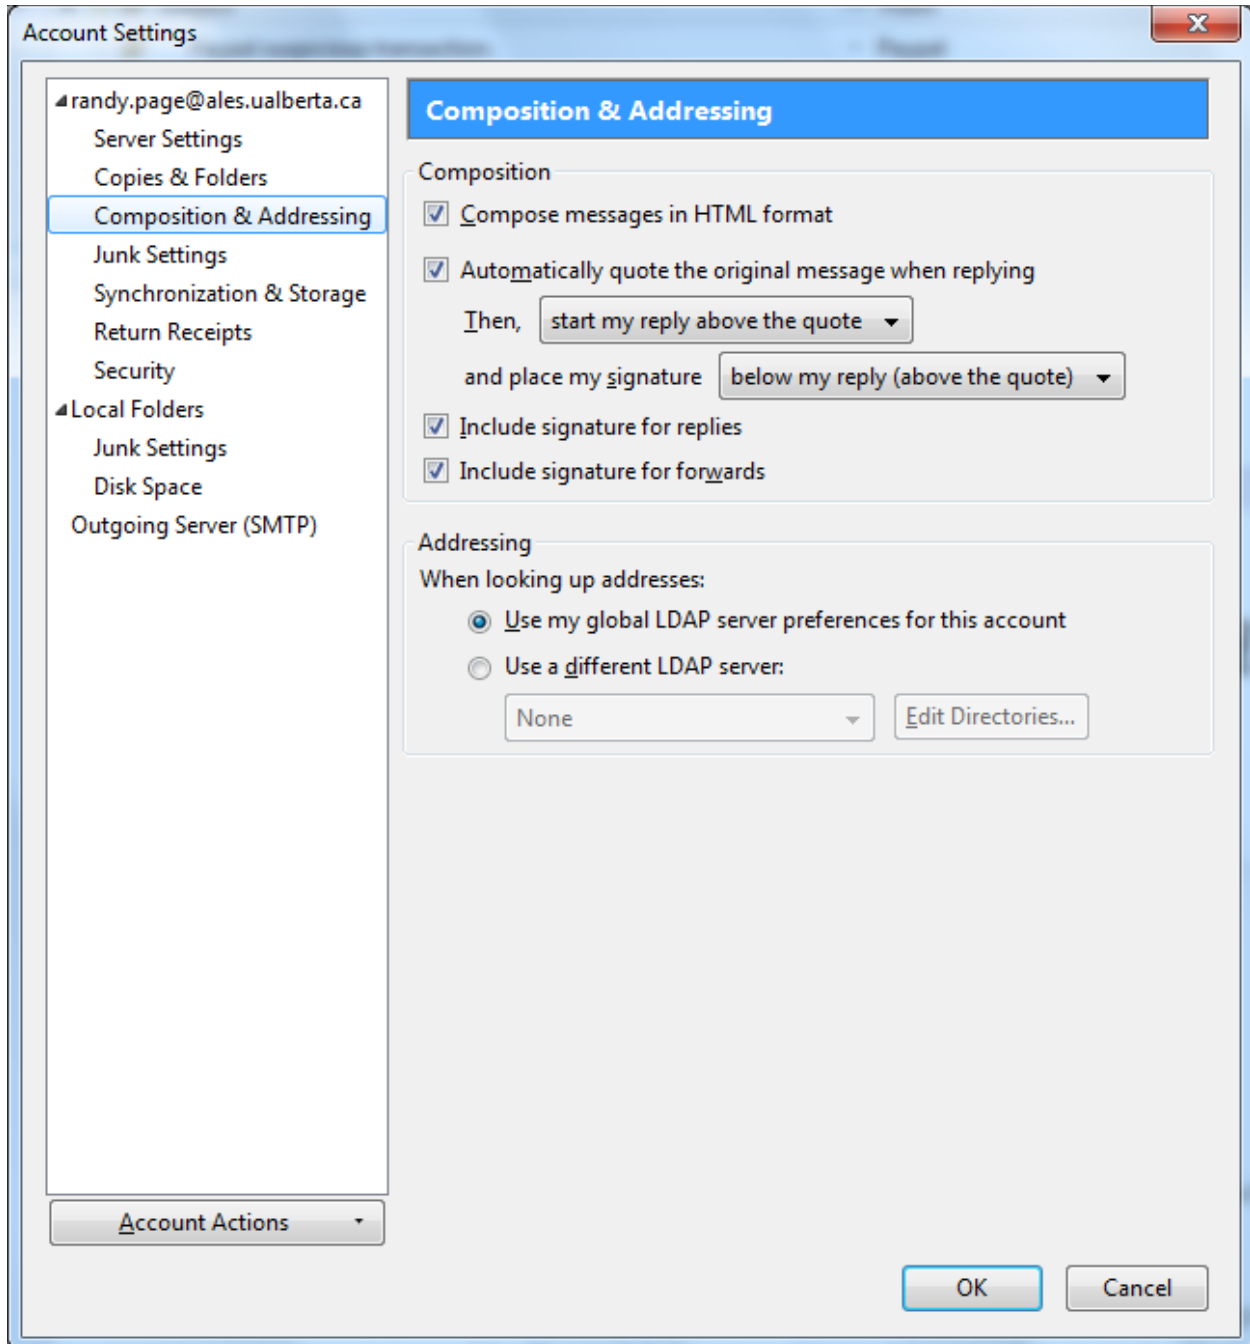 Account Settings
randy.page@ales.ualberta.ca
Server Settings
Copies & Folders
Composition & Addressing
Junk Settings
Synchronization & Storage
Return Receipts
Security
Local Folders
Junk Settings
Disk Space
Outgoing Server (SMTP)
Account Actions
Composition & Addressing
Composition
Compose messages in HTML format
Automatically quote the original message when replying
Then, start my reply above the quote
and place my signature below my reply (above the quote)
Include signature for replies
Include signature for forwards
Addressing
When looking up addresses:
Use my global LDAP server preferences for this account
Use a different LDAP server:
None Edit Directories...
OK Cancel